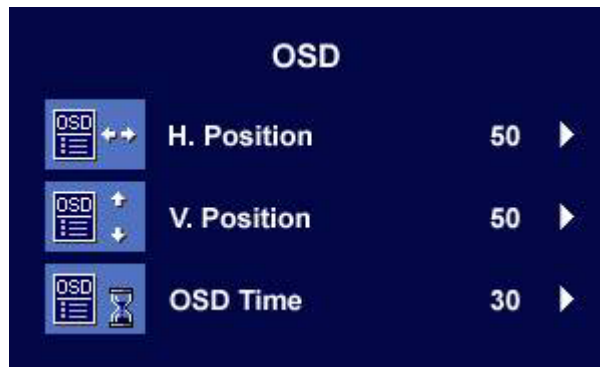 OSD
OSD H. Position 50
OSD V. Position 50
OSD OSD Time 30